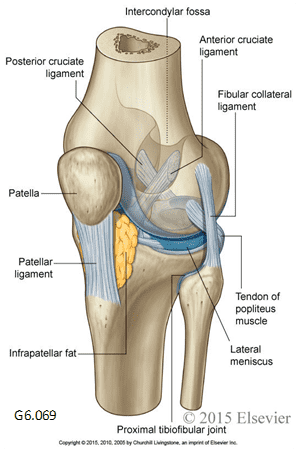 Intercondylar fossa
Anterior cruciate
ligament
Posterior cruciate
ligament
Fibular collateral
ligament
Patella
Patellar
ligament
Tendon of
popliteus
muscle
Lateral
meniscus
Infrapatellar fat
Proximal tibiofibular joint
G6.069
© 2015 Elsevier
Copyright © 2015, 2010, 2005 by Churchill Livingstone, an imprint of Elsevier Inc.